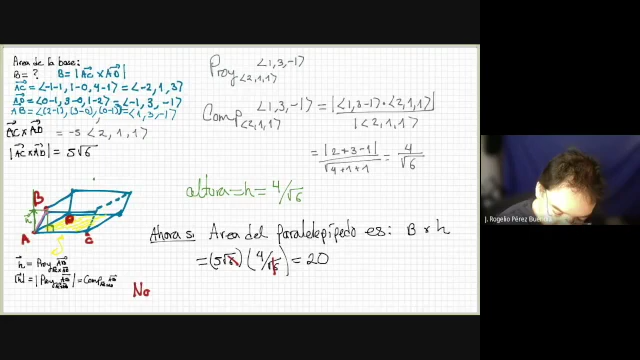 Area de la base:
B = ? B = |AC x AD|
AC = <-1-1, 1-0, 4-1> = <-2, 1, 3>
AD = <0-1, 3-0, 1-2> = <-1, 3, -1>
AB = <(2-1), (3-0), (0-1)> = <1, 3, -1>
AC x AD = -5 <2, 1, 1>
|AC x AD| = 5√6
Proy <1, 3, -1>
<2, 1, 1>
Comp <1, 3, -1> = |<1, 3, -1> · <2, 1, 1>|
<2, 1, 1> |<2, 1, 1>|
= |2+3-1| = 4
√4+1+1 √6
altura = h = 4/√6
B
h
D
A
C
Ahora si: Area del paralelepípedo es: B x h
= (5√6) (4/√6) = 20
h = Proy AB
|h| = |Proy AB| = Comp AB
No
J. Rogelio Pérez